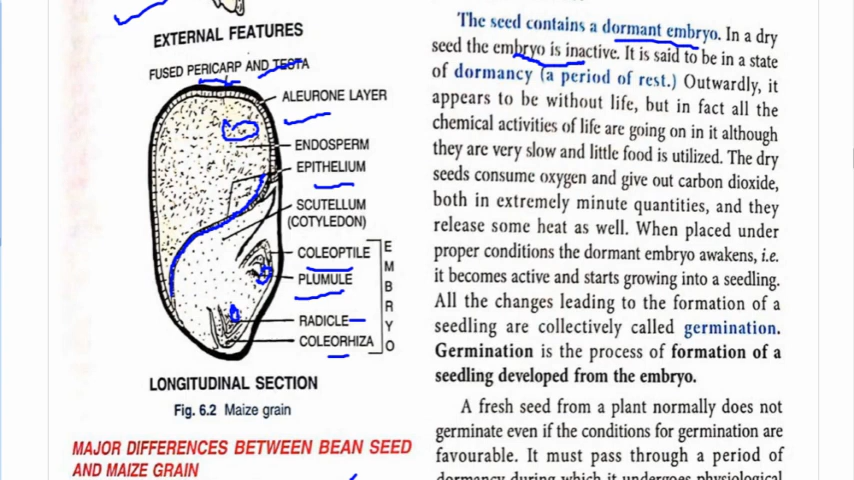 EXTERNAL FEATURES
FUSED PERICARP AND TESTA
ALEURONE LAYER
ENDOSPERM
EPITHELIUM
SCUTELLUM
(COTYLEDON)
COLEOPTILE
PLUMULE
RADICLE
COLEORHIZA
EMBRYO
LONGITUDINAL SECTION
Fig. 6.2 Maize grain
MAJOR DIFFERENCES BETWEEN BEAN SEED
AND MAIZE GRAIN
The seed contains a dormant embryo. In a dry
seed the embryo is inactive. It is said to be in a state
of dormancy (a period of rest.) Outwardly, it
appears to be without life, but in fact all the
chemical activities of life are going on in it although
they are very slow and little food is utilized. The dry
seeds consume oxygen and give out carbon dioxide,
both in extremely minute quantities, and they
release some heat as well. When placed under
proper conditions the dormant embryo awakens, i.e.
it becomes active and starts growing into a seedling.
All the changes leading to the formation of a
seedling are collectively called germination.
Germination is the process of formation of a
seedling developed from the embryo.
A fresh seed from a plant normally does not
germinate even if the conditions for germination are
favourable. It must pass through a period of
dormancy during which it undergoes physiological